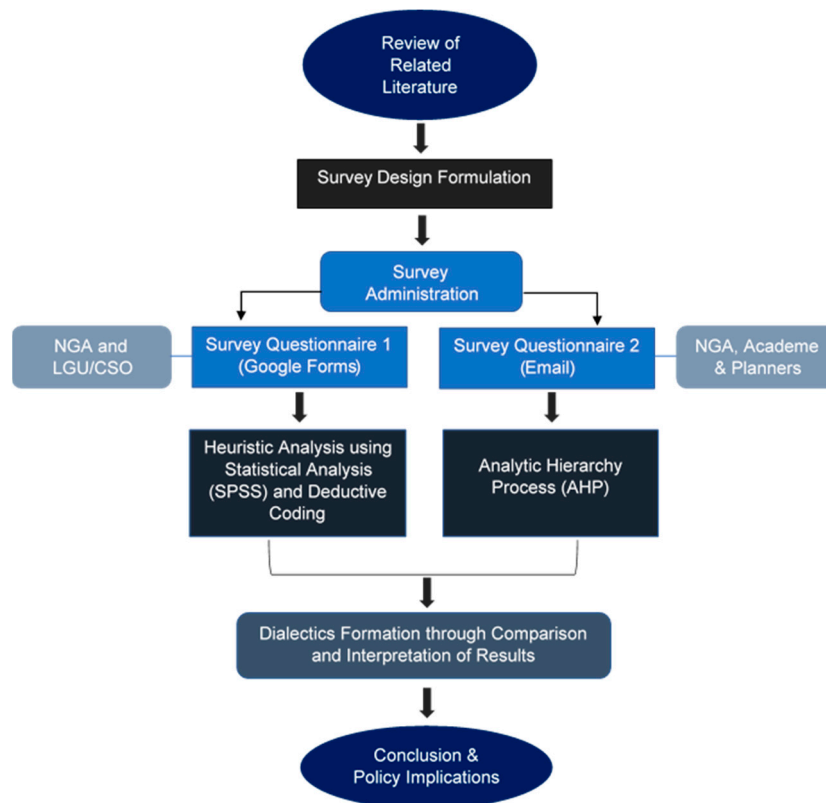 Review of
Related
Literature
Survey Design Formulation
Survey
Administration
NGA and
LGU/CSO
Survey Questionnaire 1
(Google Forms)
Survey Questionnaire 2
(Email)
NGA, Academe
& Planners
Heuristic Analysis using
Statistical Analysis
(SPSS) and Deductive
Coding
Analytic Hierarchy
Process (AHP)
Dialectics Formation through Comparison
and Interpretation of Results
Conclusion &
Policy Implications